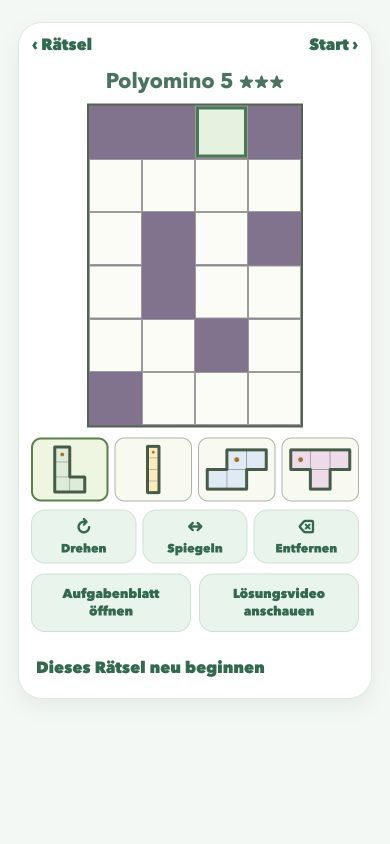 ‹ Rätsel
Start ›
Polyomino 5 ★★★
Drehen
Spiegeln
Entfernen
Aufgabenblatt
öffnen
Lösungsvideo
anschauen
Dieses Rätsel neu beginnen